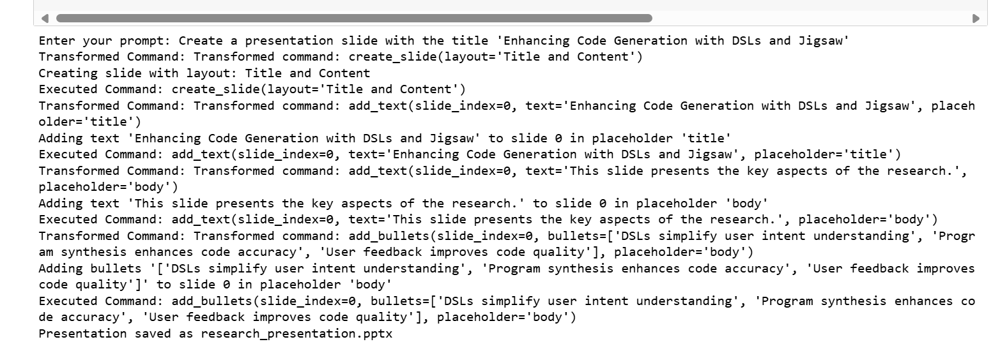 Enter your prompt: Create a presentation slide with the title 'Enhancing Code Generation with DSLs and Jigsaw'
Transformed Command: Transformed command: create_slide(layout='Title and Content')
Creating slide with layout: Title and Content
Executed Command: create_slide(layout='Title and Content')
Transformed Command: Transformed command: add_text(slide_index=0, text='Enhancing Code Generation with DSLs and Jigsaw', placeh
older='title')
Adding text 'Enhancing Code Generation with DSLs and Jigsaw' to slide 0 in placeholder 'title'
Executed Command: add_text(slide_index=0, text='Enhancing Code Generation with DSLs and Jigsaw', placeholder='title')
Transformed Command: Transformed command: add_text(slide_index=0, text='This slide presents the key aspects of the research.',
placeholder='body')
Adding text 'This slide presents the key aspects of the research.' to slide 0 in placeholder 'body'
Executed Command: add_text(slide_index=0, text='This slide presents the key aspects of the research.', placeholder='body')
Transformed Command: Transformed command: add_bullets(slide_index=0, bullets=['DSLs simplify user intent understanding', 'Progr
am synthesis enhances code accuracy', 'User feedback improves code quality'], placeholder='body')
Adding bullets '['DSLs simplify user intent understanding', 'Program synthesis enhances code accuracy', 'User feedback improves
code quality']' to slide 0 in placeholder 'body'
Executed Command: add_bullets(slide_index=0, bullets=['DSLs simplify user intent understanding', 'Program synthesis enhances co
de accuracy', 'User feedback improves code quality'], placeholder='body')
Presentation saved as research_presentation.pptx